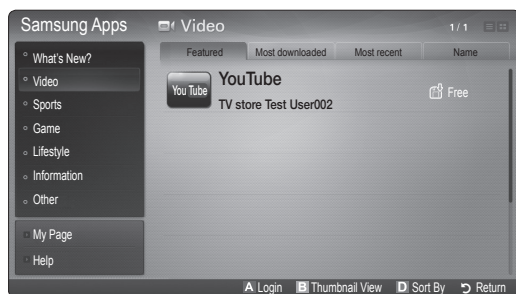 Samsung Apps
Video
1/1
What's New?
Video
Sports
Game
Lifestyle
Information
Other
My Page
Help
Featured
Most downloaded
Most recent
Name
You Tube
YouTube
TV store Test User002
Free
A Login
B Thumbnail View
D Sort By
Return